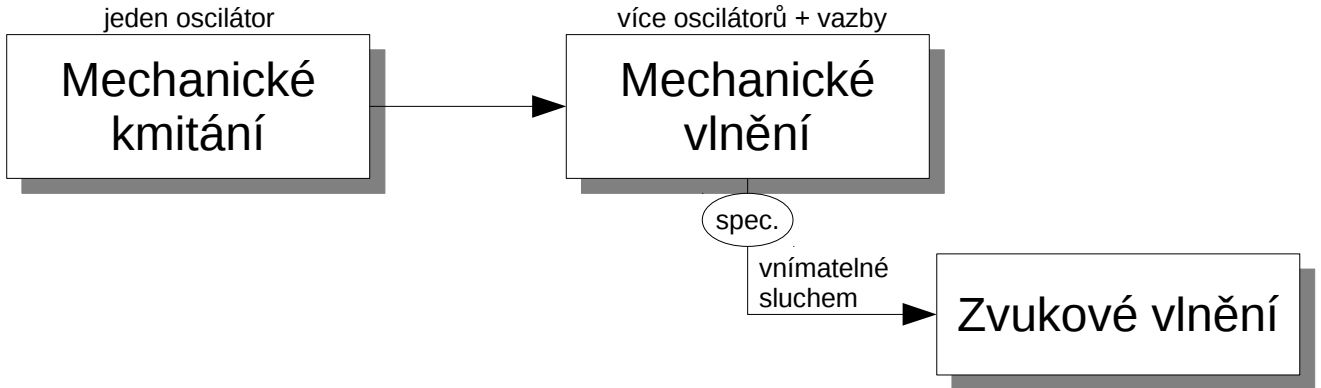 jeden oscilátor
Mechanické
kmitání
více oscilátorů + vazby
Mechanické
vlnění
spec.
vnímatelné
sluchem
Zvukové vlnění